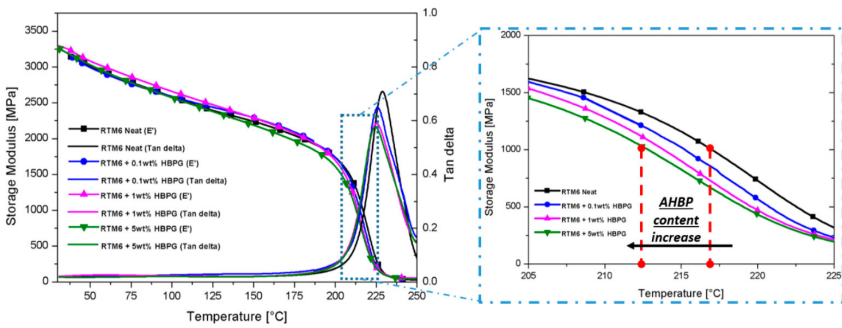 1.0
3500
3000
2500
2000
1500
1000
500
0
Storage Modulus [MPa]
RTM6 Neat (E')
RTM6 Neat (Tan delta)
RTM6 + 0.1wt% HBPG (E')
RTM6 + 0.1wt% HBPG (Tan delta)
RTM6 + 1wt% HBPG (E')
RTM6 + 1wt% HBPG (Tan delta)
RTM6 + 5wt% HBPG (E')
RTM6 + 5wt% HBPG (Tan delta)
0.8
0.6
0.4
0.2
0.0
Tan delta
50 75 100 125 150 175 200 225 250
Temperature [°C]
2000
1500
1000
500
0
Storage Modulus [MPa]
RTM6 Neat
RTM6 + 0.1wt% HBPG
RTM6 + 1wt% HBPG
RTM6 + 5wt% HBPG
AHBP
content
increase
205 210 215 220 225
Temperature [°C]